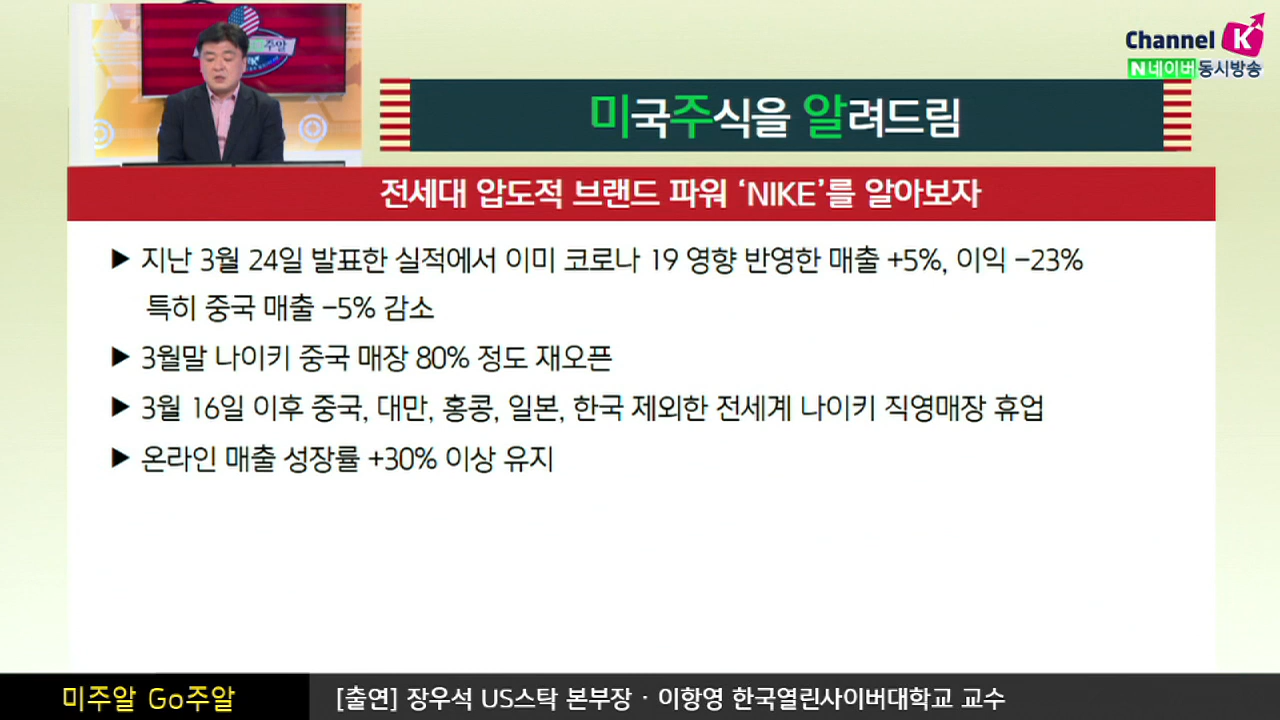 주알
Channel K
N 네이버 동시방송
미국주식을 알려드림
전세대 압도적 브랜드 파워 ‘NIKE’를 알아보자
▶ 지난 3월 24일 발표한 실적에서 이미 코로나 19 영향 반영한 매출 +5%, 이익 -23%
특히 중국 매출 -5% 감소
▶ 3월말 나이키 중국 매장 80% 정도 재오픈
▶ 3월 16일 이후 중국, 대만, 홍콩, 일본, 한국 제외한 전세계 나이키 직영매장 휴업
▶ 온라인 매출 성장률 +30% 이상 유지
미주알 Go주알
[출연] 장우석 US스탁 본부장 · 이항영 한국열린사이버대학교 교수